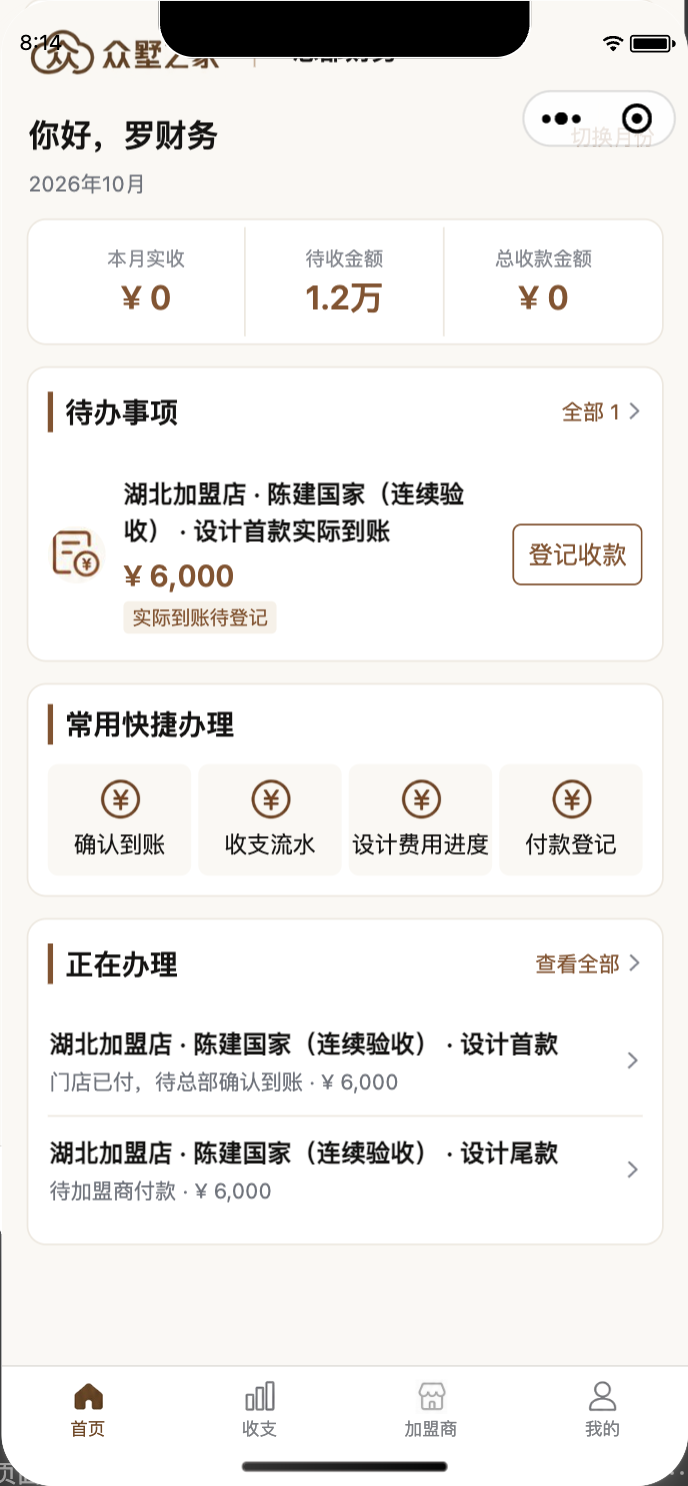 8:14
众墅之家
你好，罗财务
切换月份
2026年10月
本月实收
待收金额
总收款金额
¥ 0
1.2万
¥ 0
待办事项
全部 1
湖北加盟店 · 陈建国家（连续验
收） · 设计首款实际到账
¥ 6,000
实际到账待登记
登记收款
常用快捷办理
确认到账
收支流水
设计费用进度
付款登记
正在办理
查看全部
湖北加盟店 · 陈建国家（连续验收） · 设计首款
门店已付，待总部确认到账 · ¥ 6,000
湖北加盟店 · 陈建国家（连续验收） · 设计尾款
待加盟商付款 · ¥ 6,000
首页
收支
加盟商
我的